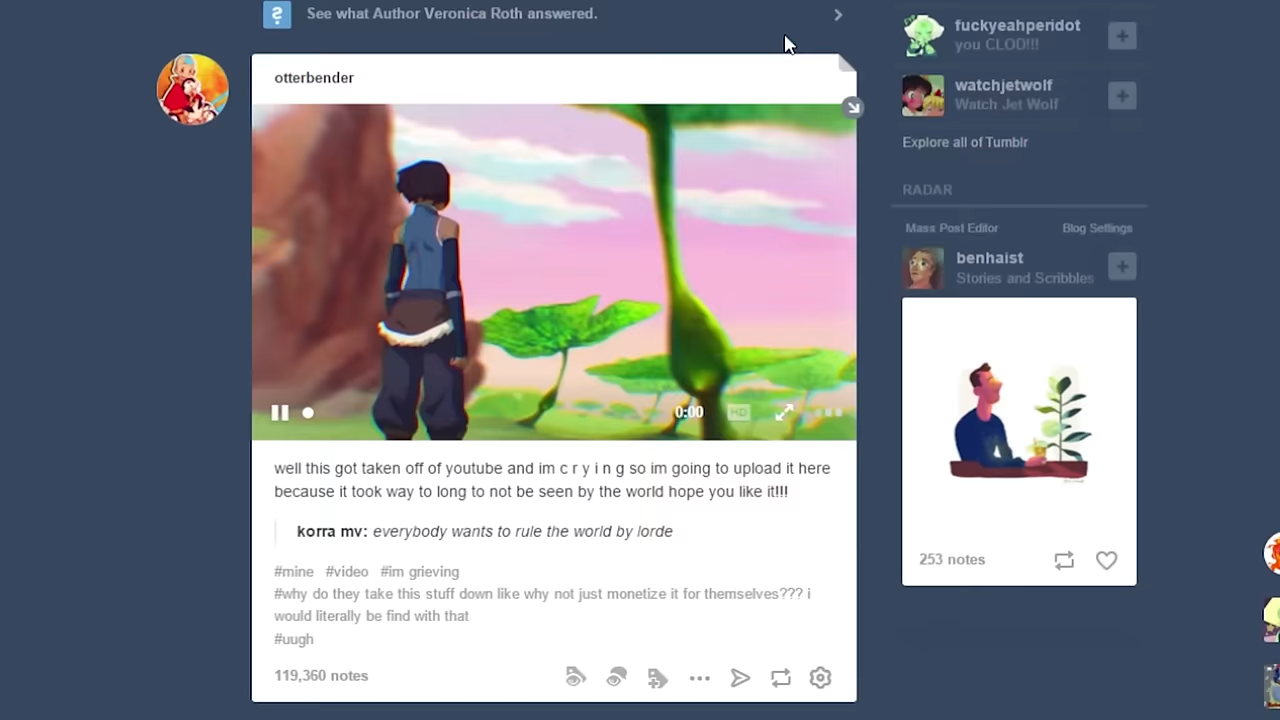 See what Author Veronica Roth answered.
otterbender
0:00
HD
well this got taken off of youtube and im c r y i n g so im going to upload it here
because it took way to long to not be seen by the world hope you like it!!!
korra mv: everybody wants to rule the world by lorde
#mine #video #im grieving
#why do they take this stuff down like why not just monetize it for themselves??? i
would literally be find with that
#uugh
119,360 notes
fuckyeahperidot
you CLOD!!!
watchjetwolf
Watch Jet Wolf
Explore all of Tumblr
RADAR
Mass Post Editor
Blog Settings
benhaist
Stories and Scribbles
253 notes